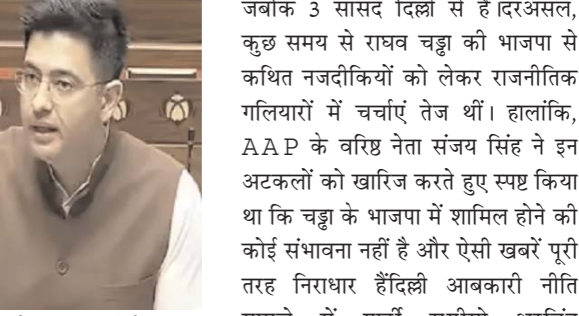 जबकि 3 सांसद दिल्ली से हैं।दरअसल,
कुछ समय से राघव चड्ढा की भाजपा से
कथित नजदीकियों को लेकर राजनीतिक
गलियारों में चर्चाएं तेज थीं। हालांकि,
AAP के वरिष्ठ नेता संजय सिंह ने इन
अटकलों को खारिज करते हुए स्पष्ट किया
था कि चड्ढा के भाजपा में शामिल होने की
कोई संभावना नहीं है और ऐसी खबरें पूरी
तरह निराधार हैंदिल्ली आबकारी नीति